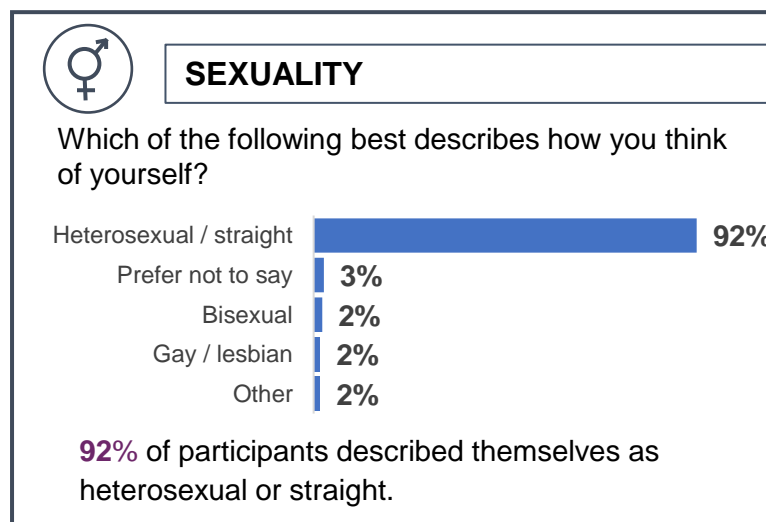 SEXUALITY
Which of the following best describes how you think
of yourself?
Heterosexual / straight 92%
Prefer not to say 3%
Bisexual 2%
Gay / lesbian 2%
Other 2%
92% of participants described themselves as
heterosexual or straight.